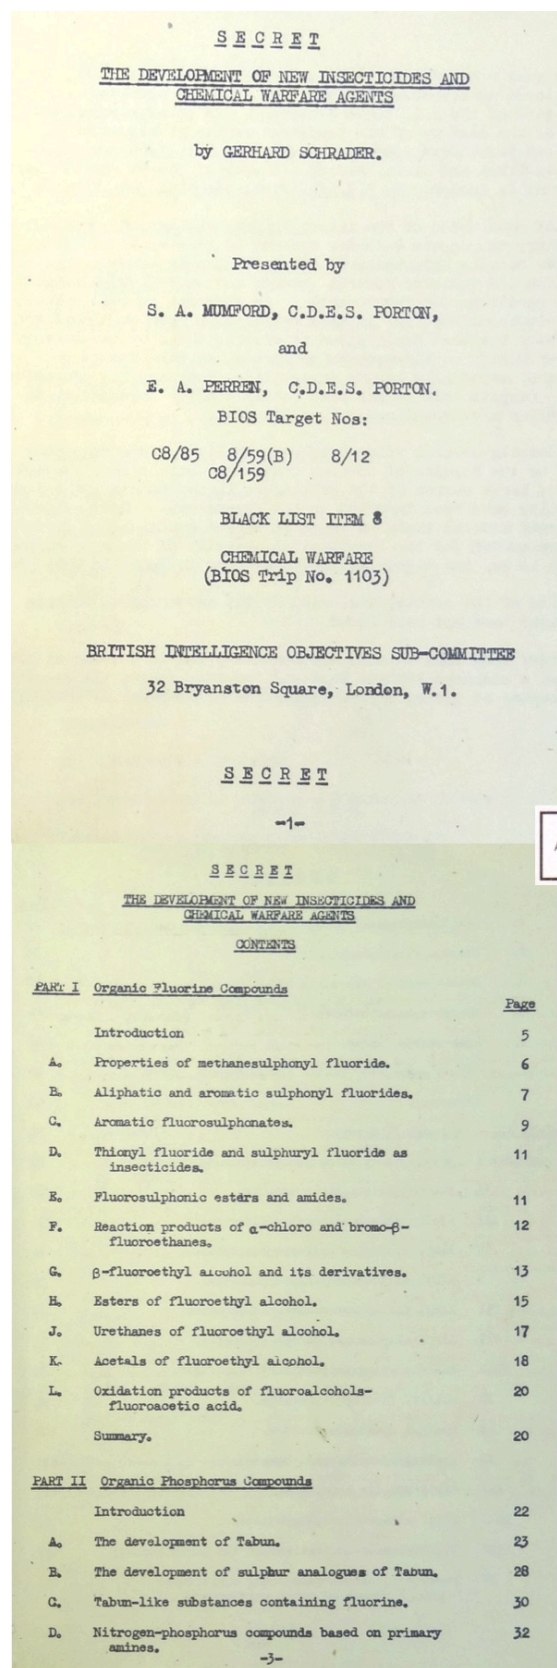 SECRET
THE DEVELOPMENT OF NEW INSECTICIDES AND
CHEMICAL WARFARE AGENTS
by GERHARD SCHRADER.
Presented by
S. A. MUMFORD, C.D.E.S. PORTON,
and
E. A. PERREN, C.D.E.S. PORTON.
BIOS Target Nos:
C8/85 8/59(B) 8/12
C8/159
BLACK LIST ITEM 8
CHEMICAL WARFARE
(BIOS Trip No. 1103)
BRITISH INTELLIGENCE OBJECTIVES SUB-COMMITTEE
32 Bryanston Square, London, W.1.
SECRET
-1-
SECRET
THE DEVELOPMENT OF NEW INSECTICIDES AND
CHEMICAL WARFARE AGENTS
CONTENTS
PART I Organic Fluorine Compounds
Page
Introduction 5
A. Properties of methanesulphonyl fluoride. 6
B. Aliphatic and aromatic sulphonyl fluorides. 7
C. Aromatic fluorosulphonates. 9
D. Thionyl fluoride and sulphuryl fluoride as 11
insecticides.
E. Fluorosulphonic esters and amides. 11
F. Reaction products of α-chloro and bromo-β- 12
fluoroethanes.
G. β-fluoroethyl alcohol and its derivatives. 13
H. Esters of fluoroethyl alcohol. 15
J. Urethanes of fluoroethyl alcohol. 17
K. Acetals of fluoroethyl alcohol. 18
L. Oxidation products of fluoroalcohols- 20
fluoroacetic acid.
Summary. 20
PART II Organic Phosphorus Compounds
Introduction 22
A. The development of Tabun. 23
B. The development of sulphur analogues of Tabun. 28
C. Tabun-like substances containing fluorine. 30
D. Nitrogen-phosphorus compounds based on primary 32
amines.
-3-